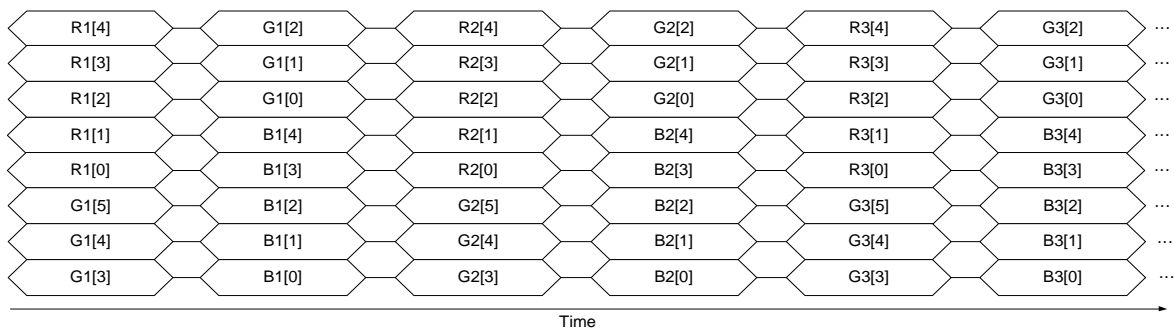 R1[4] G1[2] R2[4] G2[2] R3[4] G3[2] ...
R1[3] G1[1] R2[3] G2[1] R3[3] G3[1] ...
R1[2] G1[0] R2[2] G2[0] R3[2] G3[0] ...
R1[1] B1[4] R2[1] B2[4] R3[1] B3[4] ...
R1[0] B1[3] R2[0] B2[3] R3[0] B3[3] ...
G1[5] B1[2] G2[5] B2[2] G3[5] B3[2] ...
G1[4] B1[1] G2[4] B2[1] G3[4] B3[1] ...
G1[3] B1[0] G2[3] B2[0] G3[3] B3[0] ...
Time